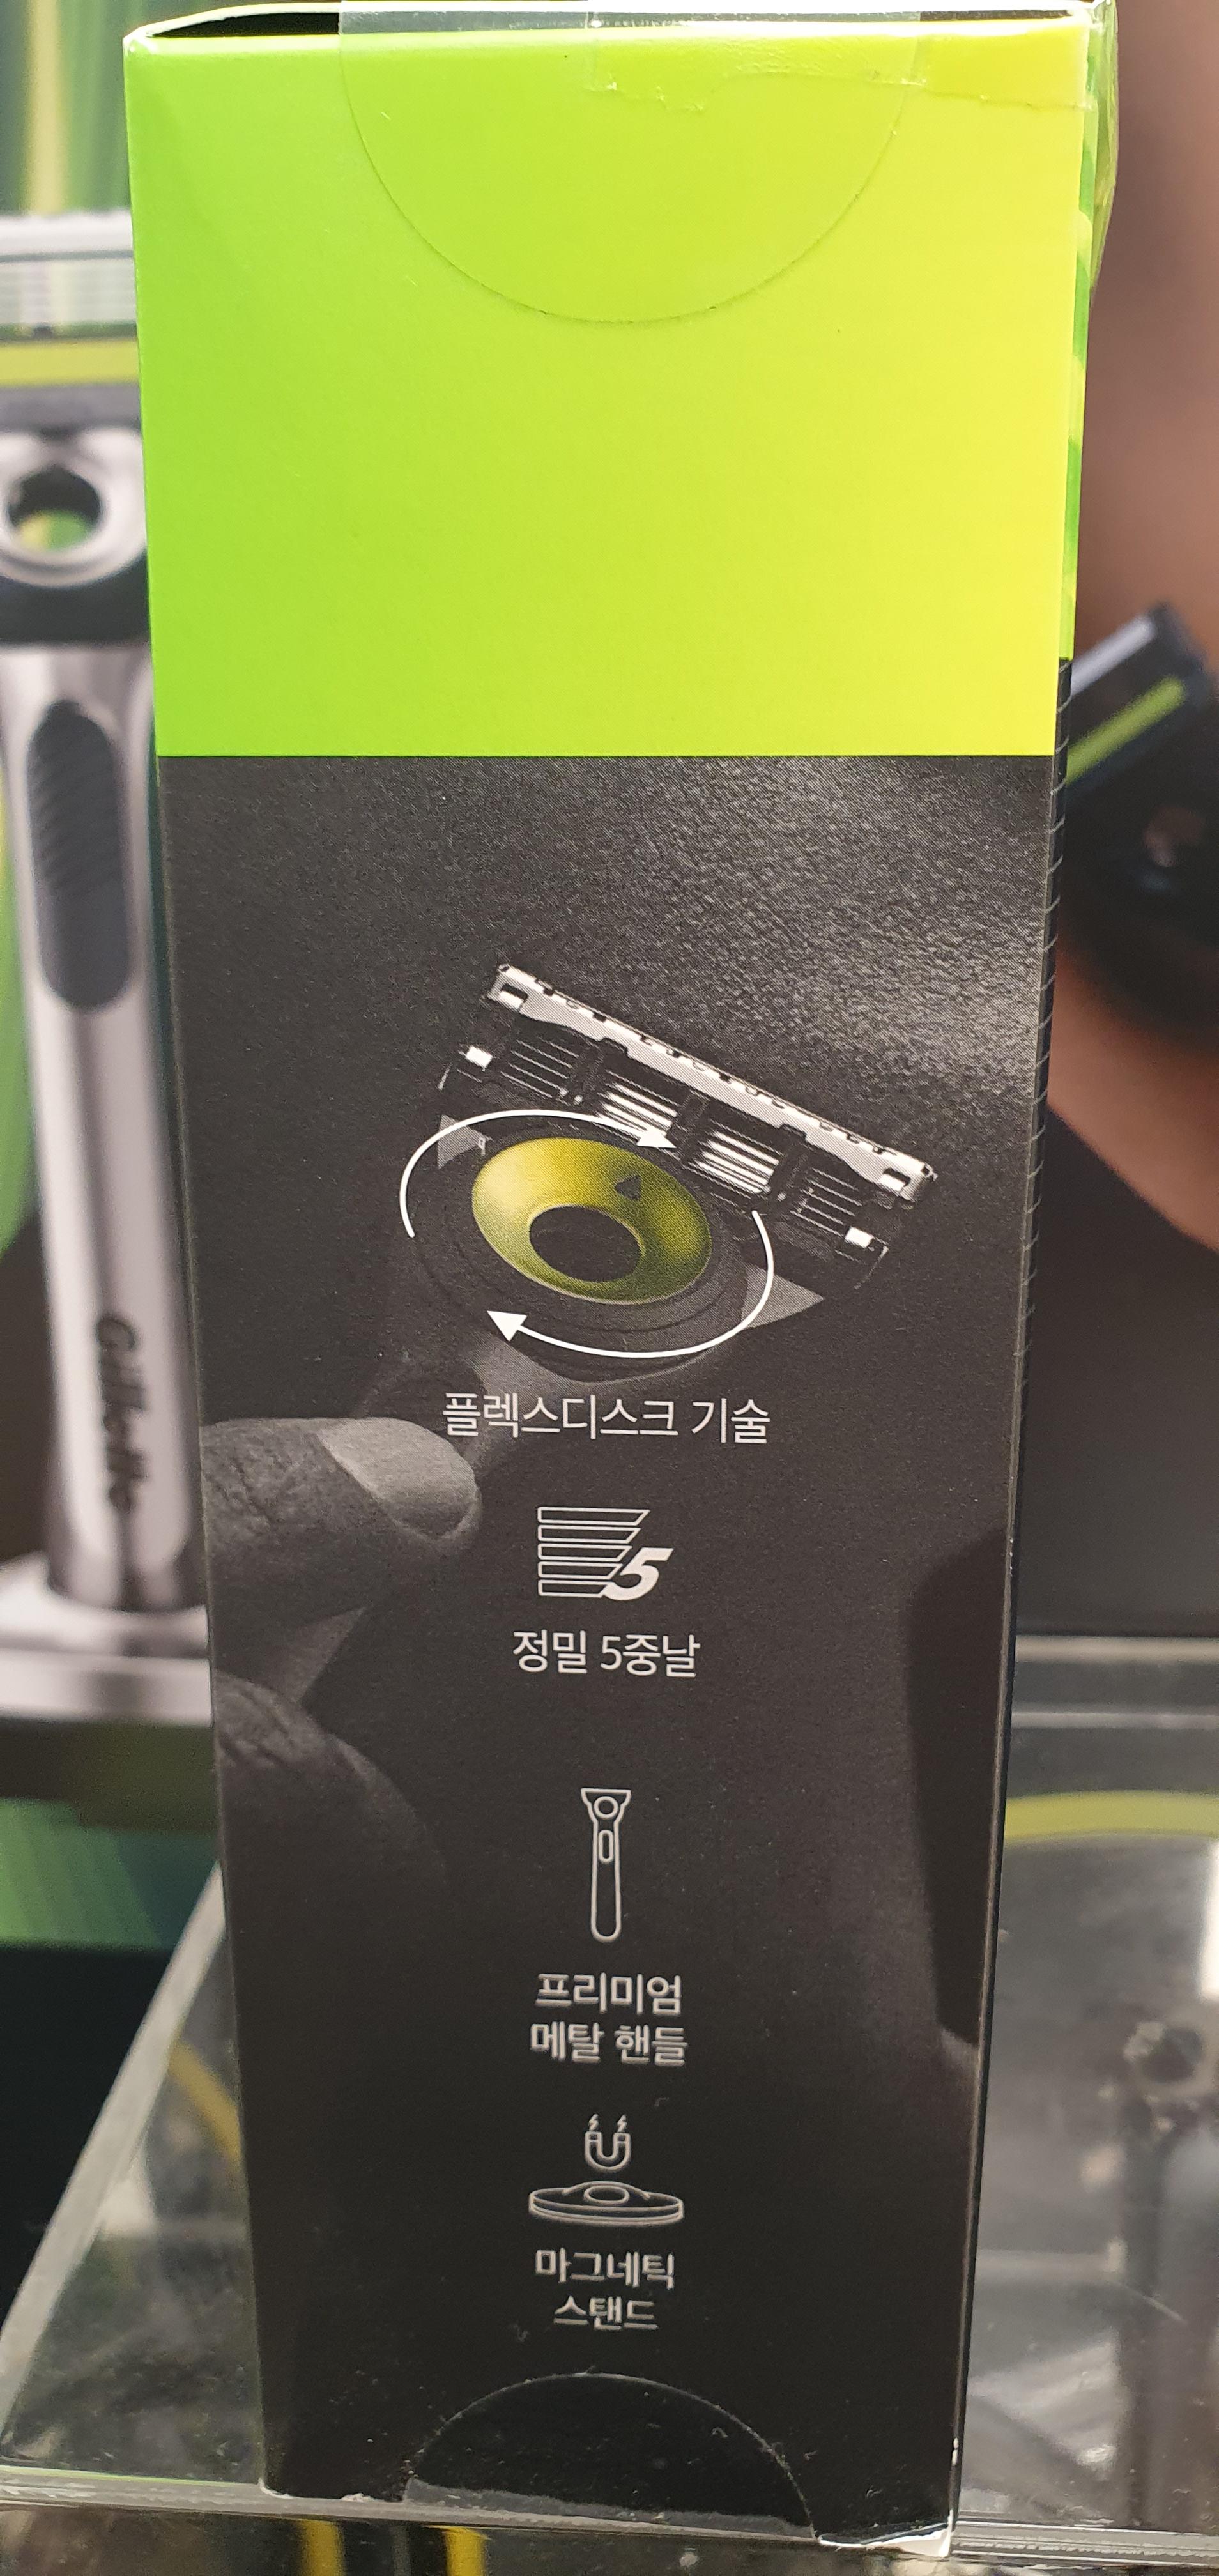 플렉스디스크 기술
5
정밀 5중날
프리미엄
메탈 핸들
마그네틱
스탠드
Gillette